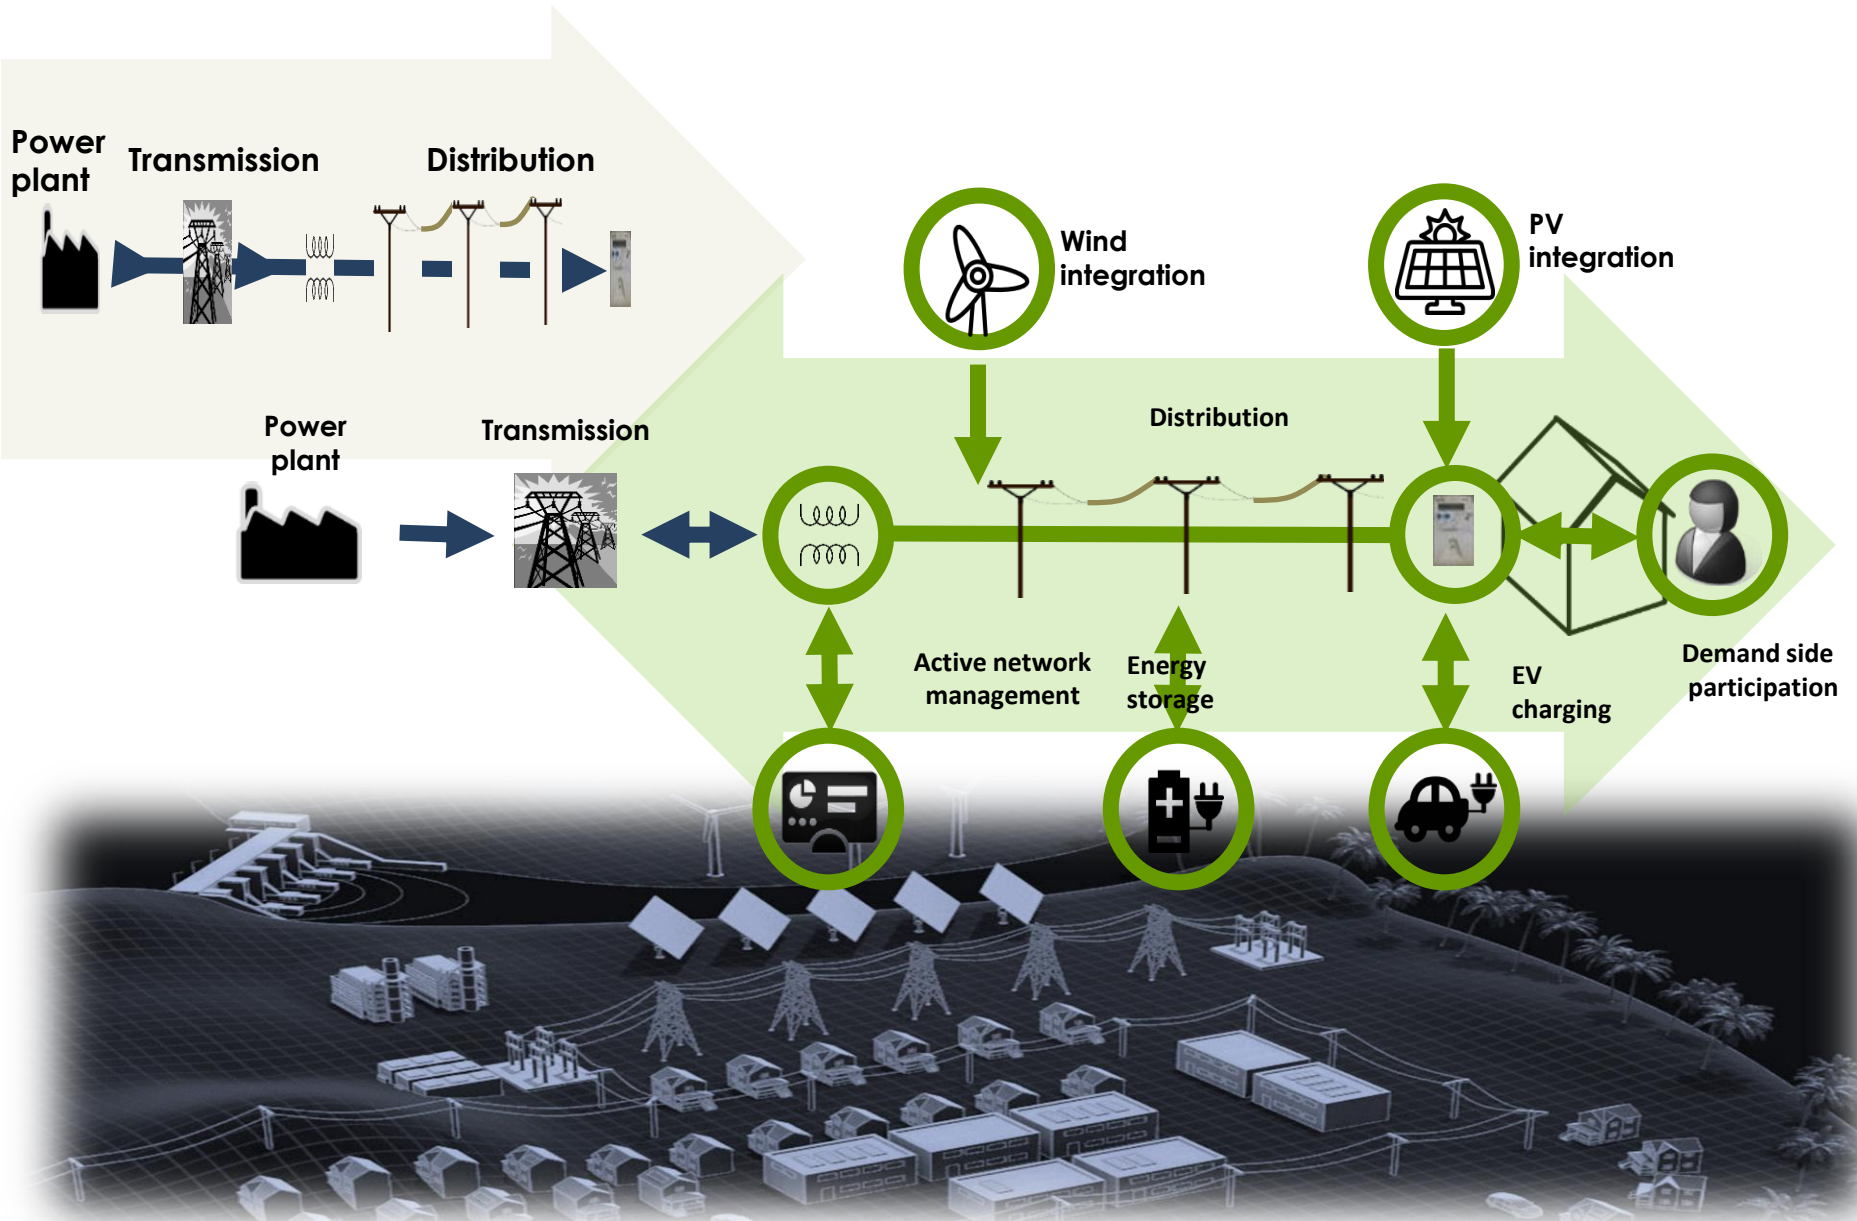 Power
plant
Transmission
Distribution
Wind
integration
PV
integration
Power
plant
Transmission
Distribution
Active network
management
Energy
storage
EV
charging
Demand side
participation